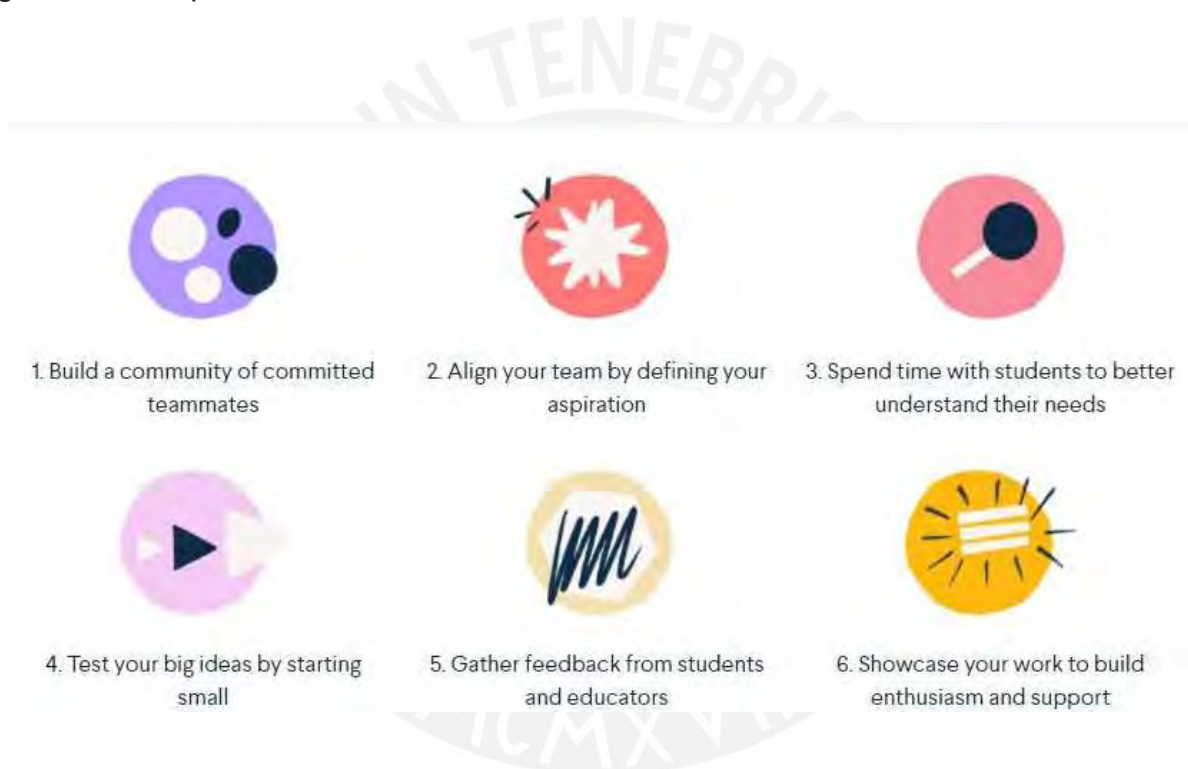 IN TENEBRIS
1. Build a community of committed
teammates
2. Align your team by defining your
aspiration
3. Spend time with students to better
understand their needs
4. Test your big ideas by starting
small
5. Gather feedback from students
and educators
6. Showcase your work to build
enthusiasm and support